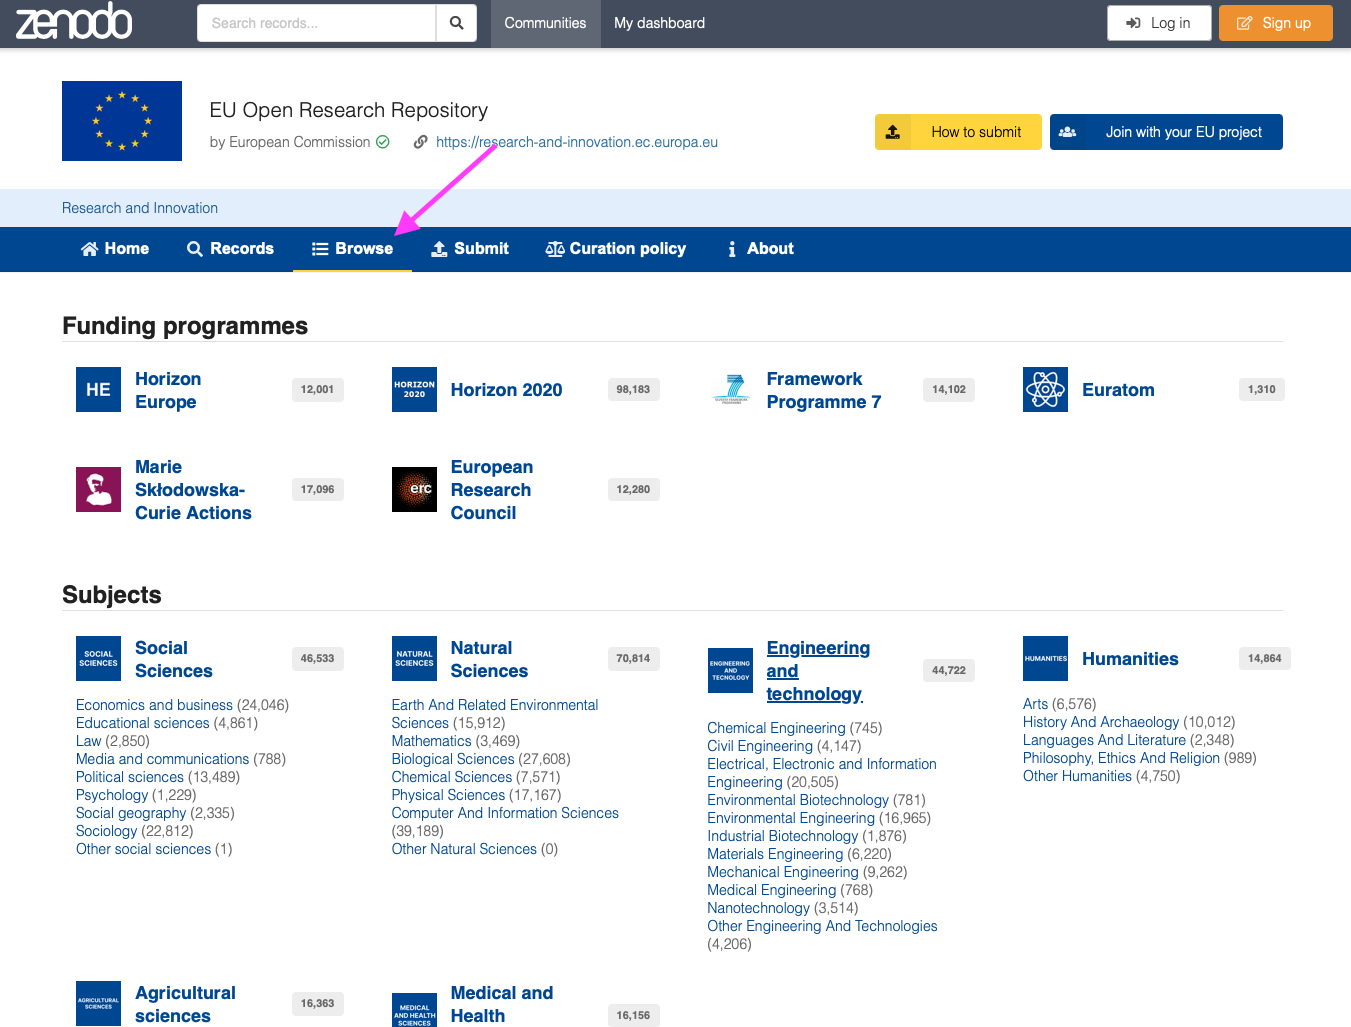 zenodo
Search records...
Communities
My dashboard
Log in
Sign up
EU Open Research Repository
by European Commission
https://research-and-innovation.ec.europa.eu
How to submit
Join with your EU project
Research and Innovation
Home
Records
Browse
Submit
Curation policy
About
Funding programmes
HE
Horizon
Europe
12,001
HORIZON
2020
Horizon 2020
98,183
Framework
Programme 7
14,102
Euratom
1,310
Marie
Skłodowska-
Curie Actions
17,096
erc
European
Research
Council
12,280
Subjects
SOCIAL
SCIENCES
Social
Sciences
46,533
Economics and business (24,046)
Educational sciences (4,861)
Law (2,850)
Media and communications (788)
Political sciences (13,489)
Psychology (1,229)
Social geography (2,335)
Sociology (22,812)
Other social sciences (1)
NATURAL
SCIENCES
Natural
Sciences
70,814
Earth And Related Environmental
Sciences (15,912)
Mathematics (3,469)
Biological Sciences (27,608)
Chemical Sciences (7,571)
Physical Sciences (17,167)
Computer And Information Sciences
(39,189)
Other Natural Sciences (0)
ENGINEERING
AND
TECNOLOGY
Engineering
and
technology
44,722
Chemical Engineering (745)
Civil Engineering (4,147)
Electrical, Electronic and Information
Engineering (20,505)
Environmental Biotechnology (781)
Environmental Engineering (16,965)
Industrial Biotechnology (1,876)
Materials Engineering (6,220)
Mechanical Engineering (9,262)
Medical Engineering (768)
Nanotechnology (3,514)
Other Engineering And Technologies
(4,206)
HUMANITIES
Humanities
14,864
Arts (6,576)
History And Archaeology (10,012)
Languages And Literature (2,348)
Philosophy, Ethics And Religion (989)
Other Humanities (4,750)
AGRICULTURAL
SCIENCES
Agricultural
sciences
16,363
MEDICAL
AND HEALTH
SCIENCES
Medical and
Health
16,156